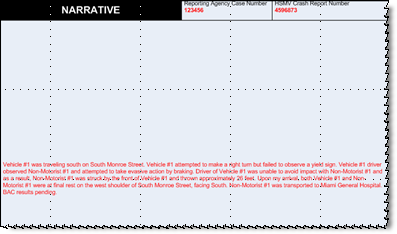 NARRATIVE
Reporting Agency Case Number
123456
HSMV Crash Report Number
4596873
Vehicle #1 was traveling south on South Monroe Street. Vehicle #1 attempted to make a right turn but failed to observe a yield sign. Vehicle #1 driver
observed Non-Motorist #1 and attempted to take evasive action by braking. Driver of Vehicle #1 was unable to avoid impact with Non-Motorist #1 and
as a result, Non-Motorist #1 was struck by the front of Vehicle #1 and thrown approximately 26 feet. Upon my arrival, both Vehicle #1 and Non-
Motorist #1 were at final rest on the west shoulder of South Monroe Street, facing South. Non-Motorist #1 was transported to Miami General Hospital.
BAC results pending.